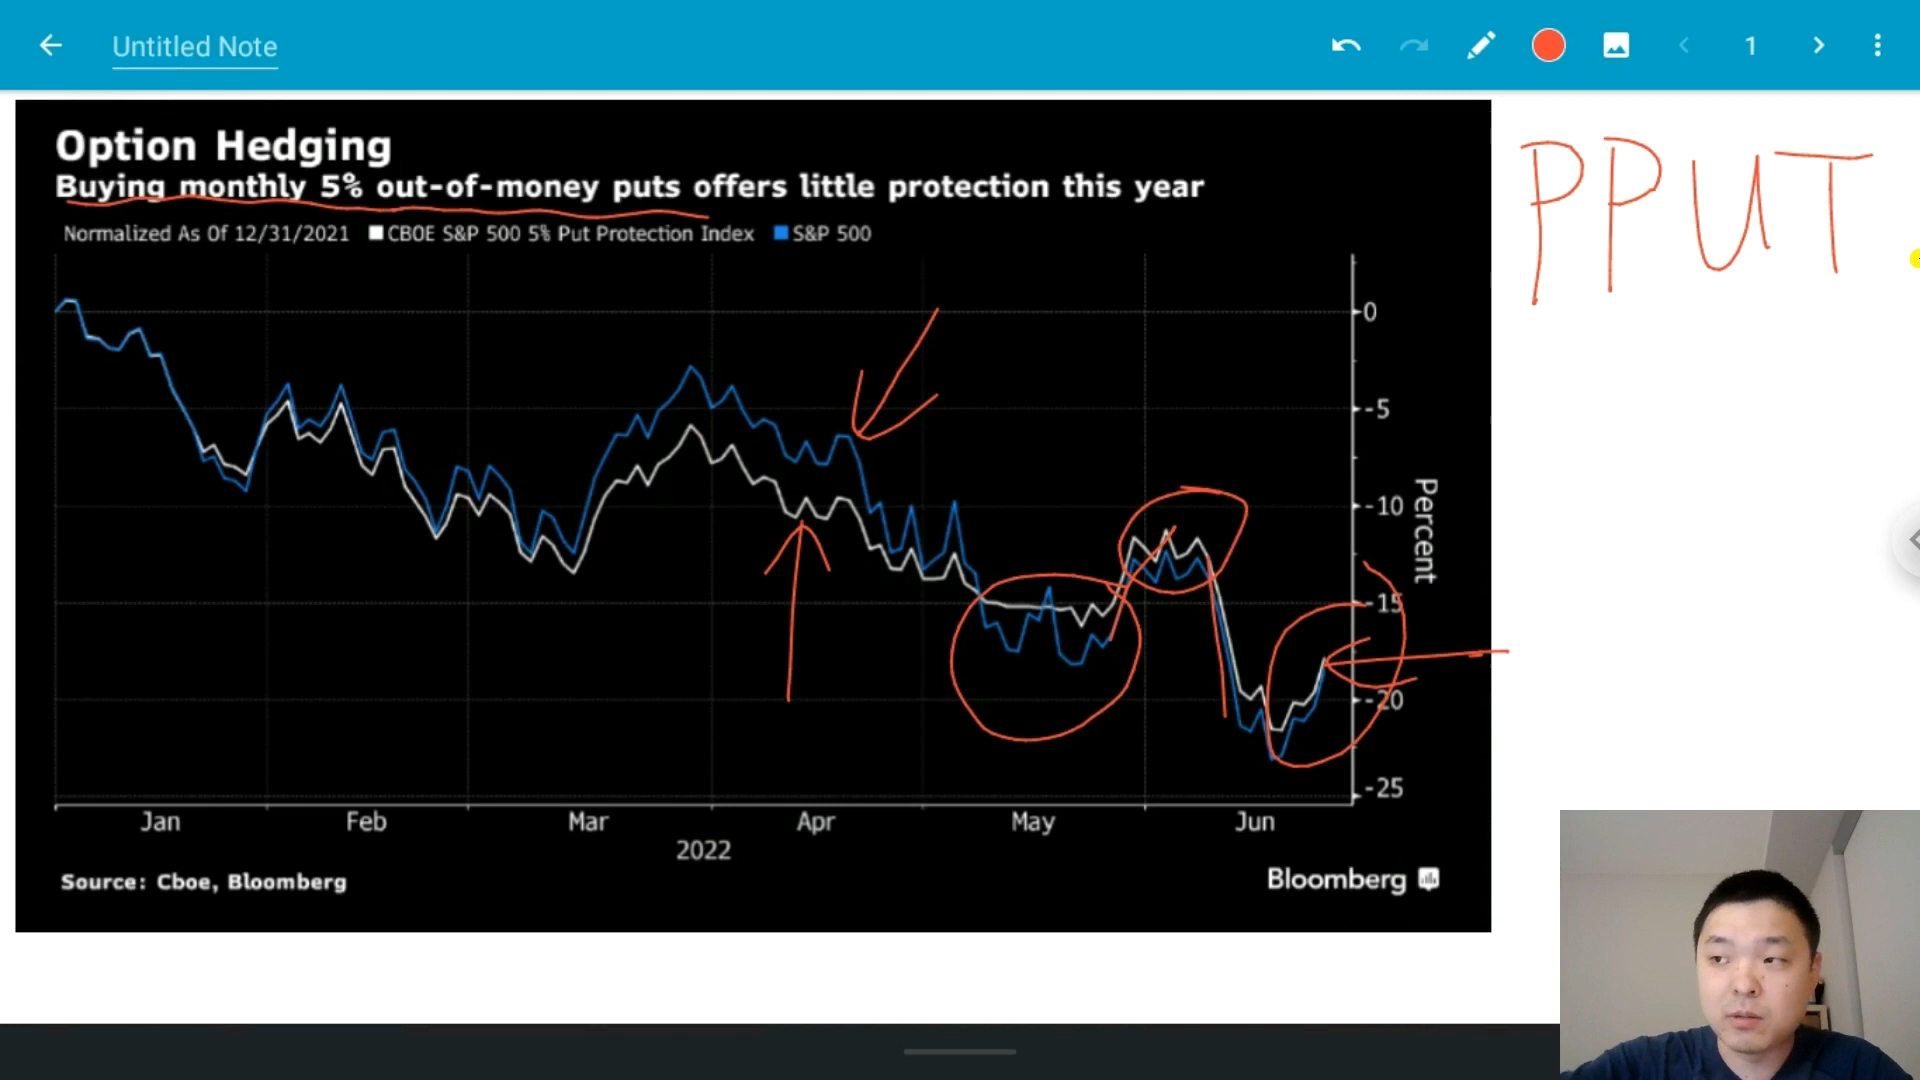 Untitled Note
1
Option Hedging
Buying monthly 5% out-of-money puts offers little protection this year
Normalized As Of 12/31/2021 CBOE S&P 500 5% Put Protection Index S&P 500
PPUT
0
-5
-10
-15
-20
-25
Percent
Jan Feb Mar Apr May Jun
2022
Source: Cboe, Bloomberg
Bloomberg